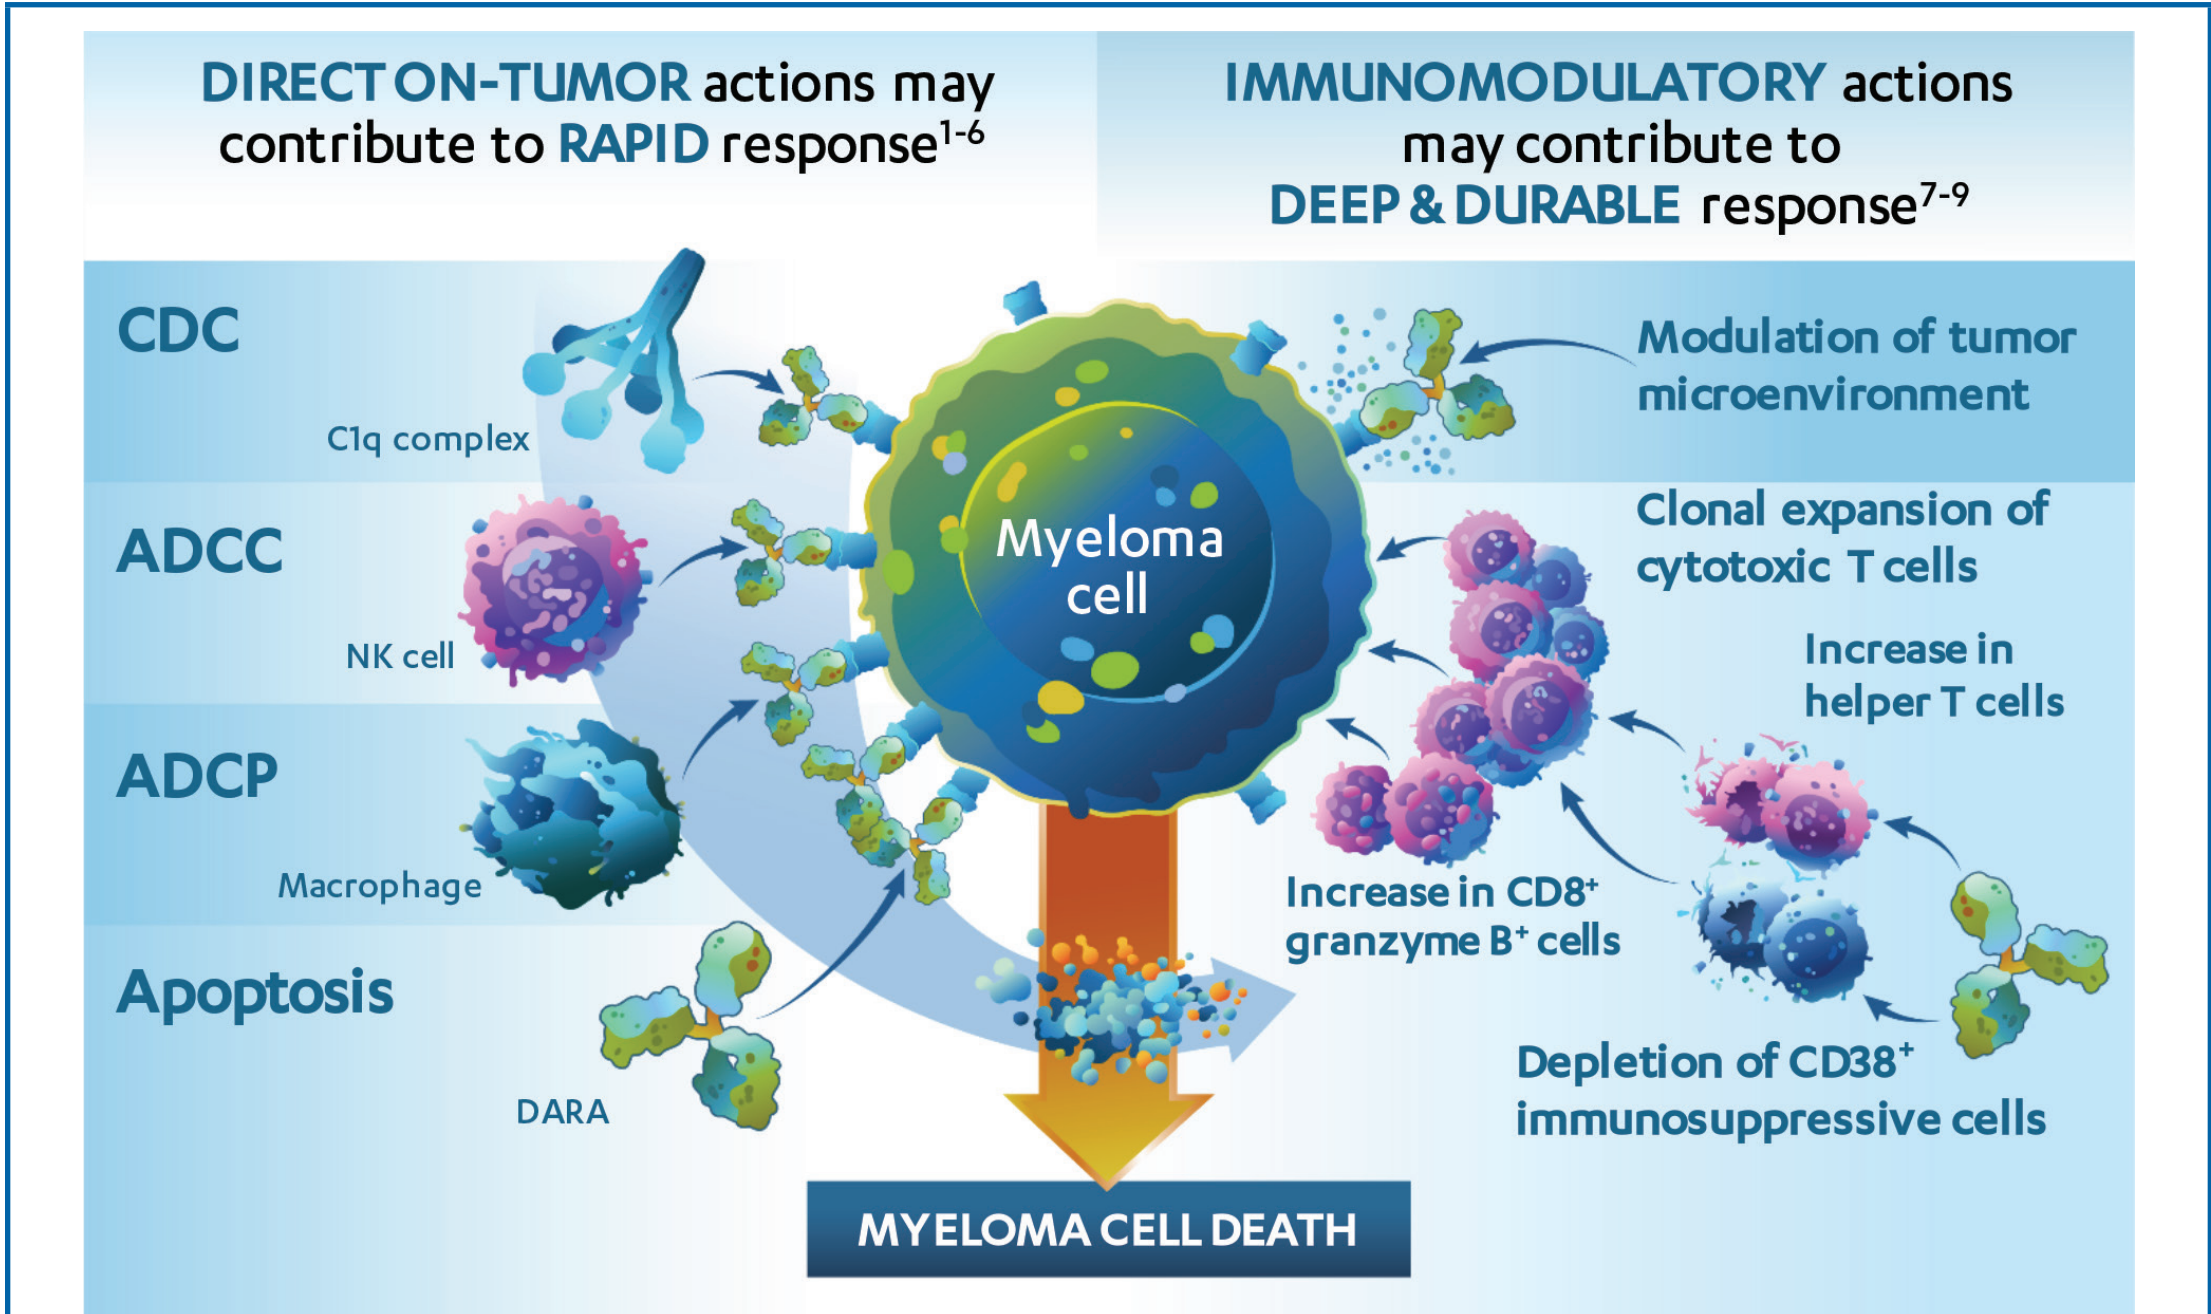 DIRECT ON-TUMOR actions may
contribute to RAPID response¹⁻⁶
IMMUNOMODULATORY actions
may contribute to
DEEP & DURABLE response⁷⁻⁹
CDC
C1q complex
ADCC
NK cell
ADCP
Macrophage
Apoptosis
DARA
Myeloma
cell
Modulation of tumor
microenvironment
Clonal expansion of
cytotoxic T cells
Increase in
helper T cells
Increase in CD8⁺
granzyme B⁺ cells
Depletion of CD38⁺
immunosuppressive cells
MYELOMA CELL DEATH